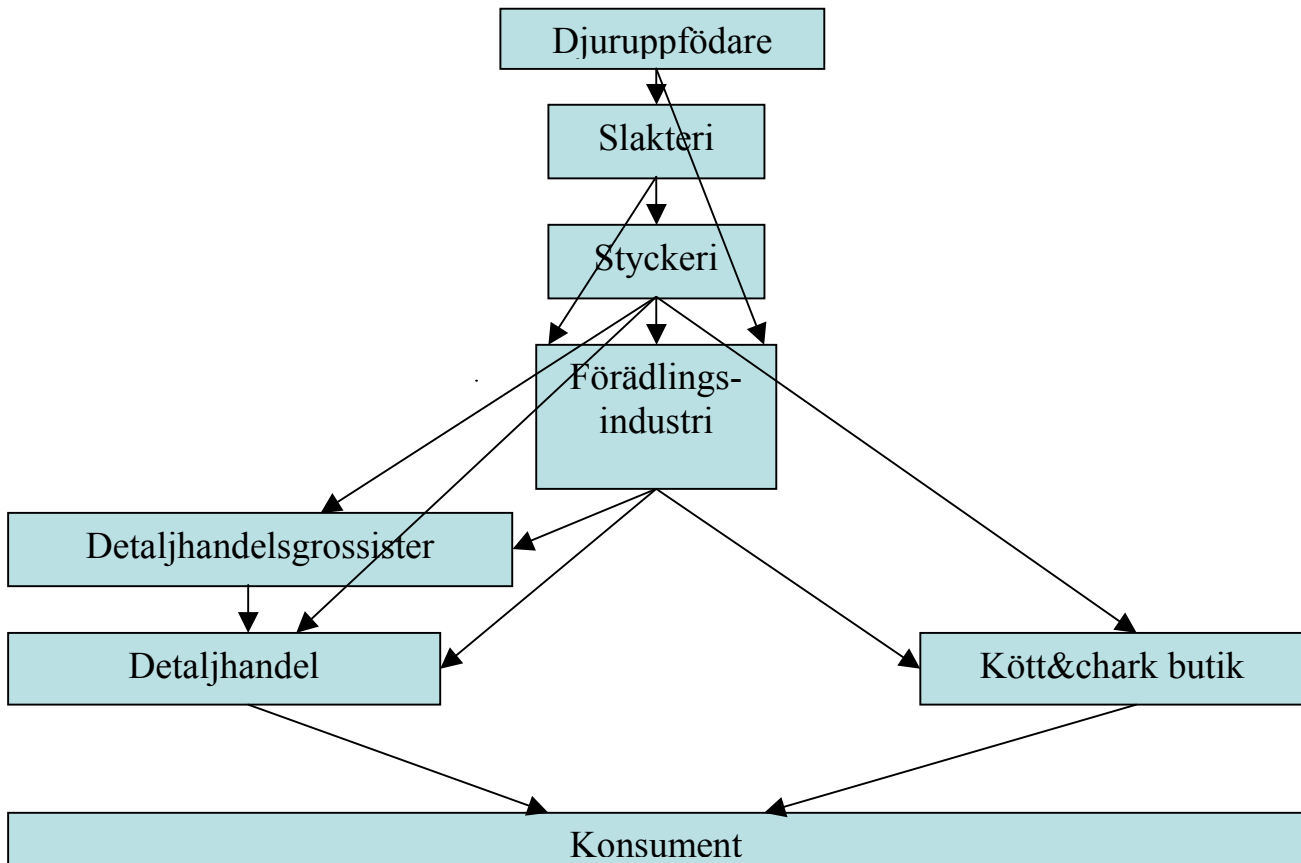 Djuruppfödare
Slakteri
Styckeri
Förädlings-
industri
Detaljhandelsgrossister
Detaljhandel
Kött&chark butik
Konsument